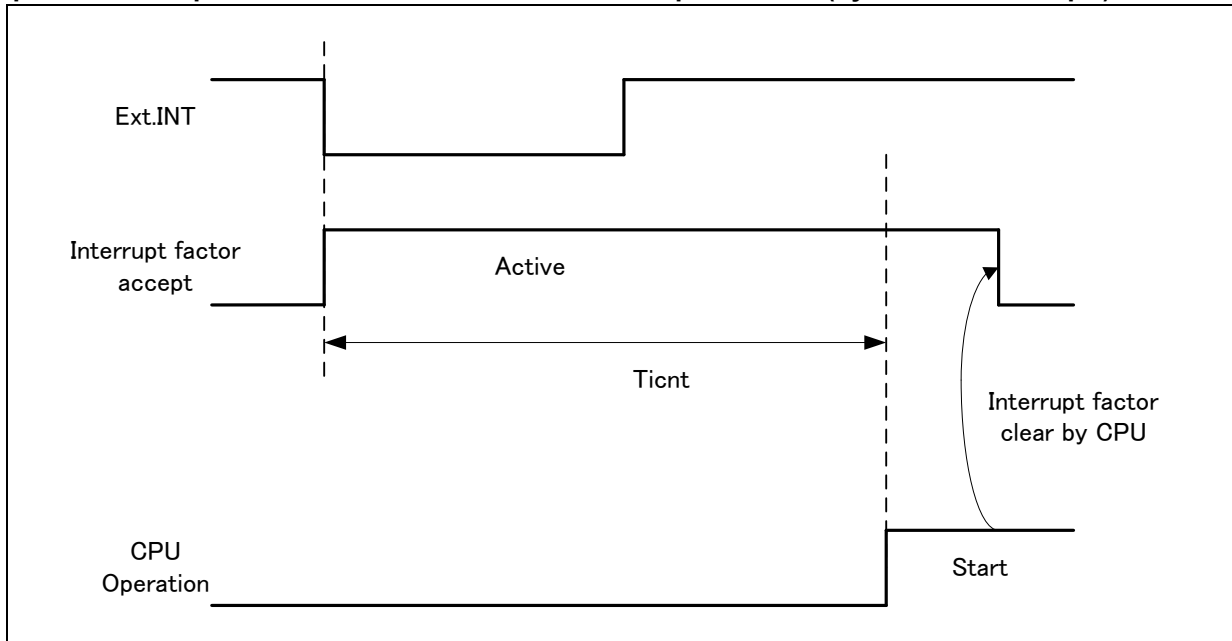 Ext.INT
Interrupt factor
accept
Active
Ticnt
Interrupt factor
clear by CPU
CPU
Operation
Start